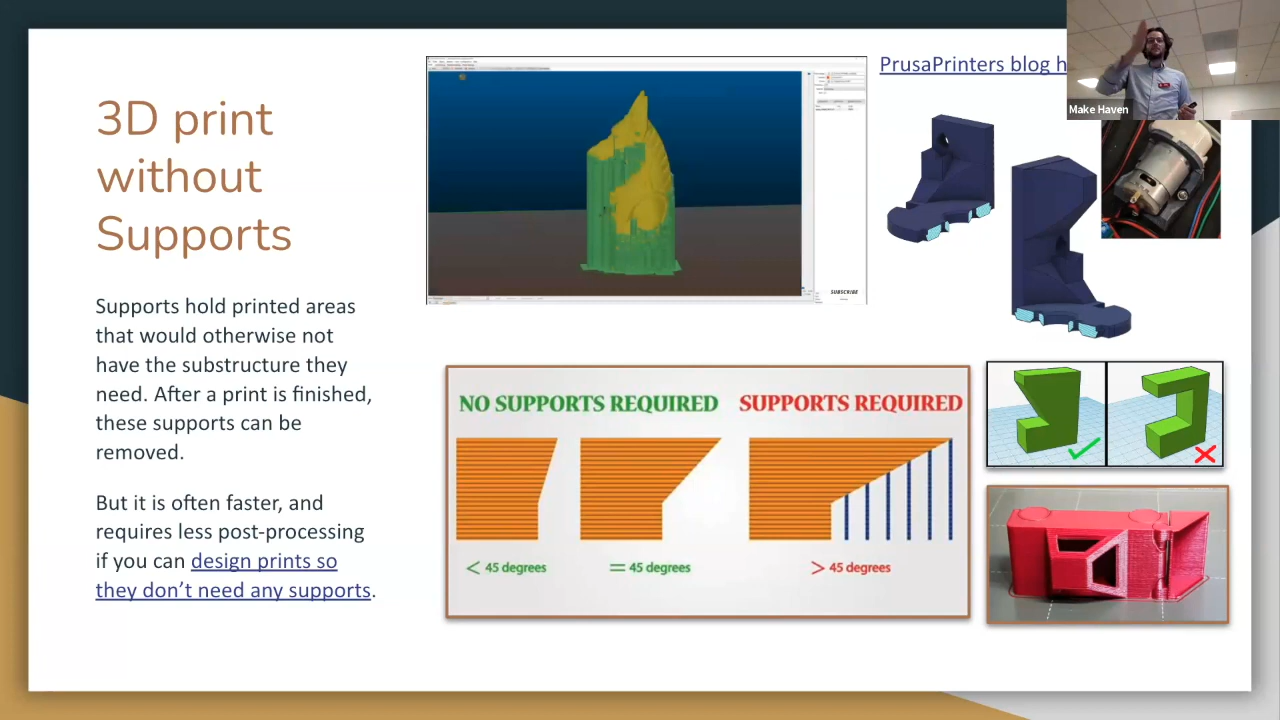 3D print
without
Supports
Supports hold printed areas
that would otherwise not
have the substructure they
need. After a print is finished,
these supports can be
removed.
But it is often faster, and
requires less post-processing
if you can design prints so
they don’t need any supports.
SUBSCRIBE
PrusaPrinters blog h
Make Haven
NO SUPPORTS REQUIRED
SUPPORTS REQUIRED
< 45 degrees
= 45 degrees
> 45 degrees